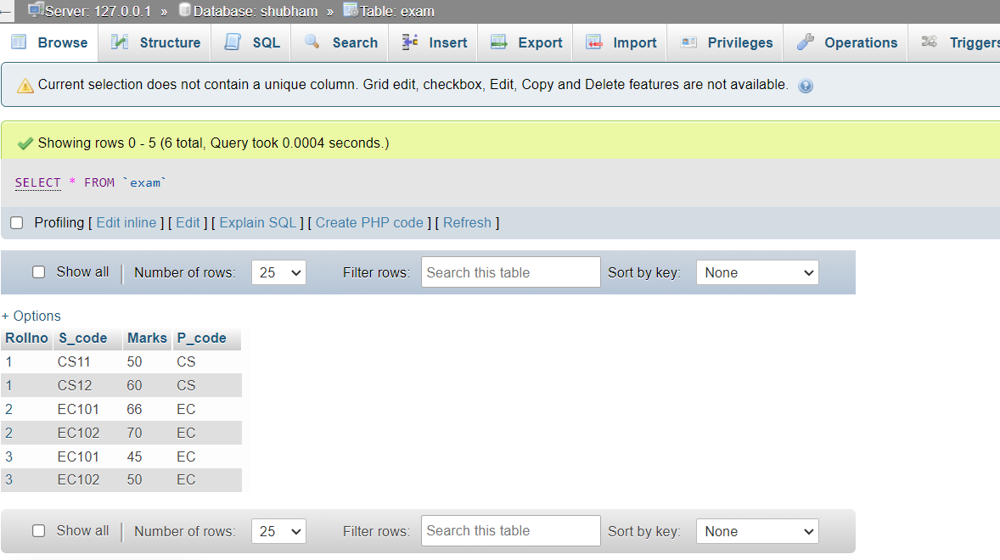 Server: 127.0.0.1 » Database: shubham » Table: exam
Browse Structure SQL Search Insert Export Import Privileges Operations Triggers
Current selection does not contain a unique column. Grid edit, checkbox, Edit, Copy and Delete features are not available.
Showing rows 0 - 5 (6 total, Query took 0.0004 seconds.)
SELECT * FROM `exam`
Profiling [ Edit inline ] [ Edit ] [ Explain SQL ] [ Create PHP code ] [ Refresh ]
Show all Number of rows: 25 Filter rows: Search this table Sort by key: None
+ Options
Rollno S_code Marks P_code
1 CS11 50 CS
1 CS12 60 CS
2 EC101 66 EC
2 EC102 70 EC
3 EC101 45 EC
3 EC102 50 EC
Show all Number of rows: 25 Filter rows: Search this table Sort by key: None